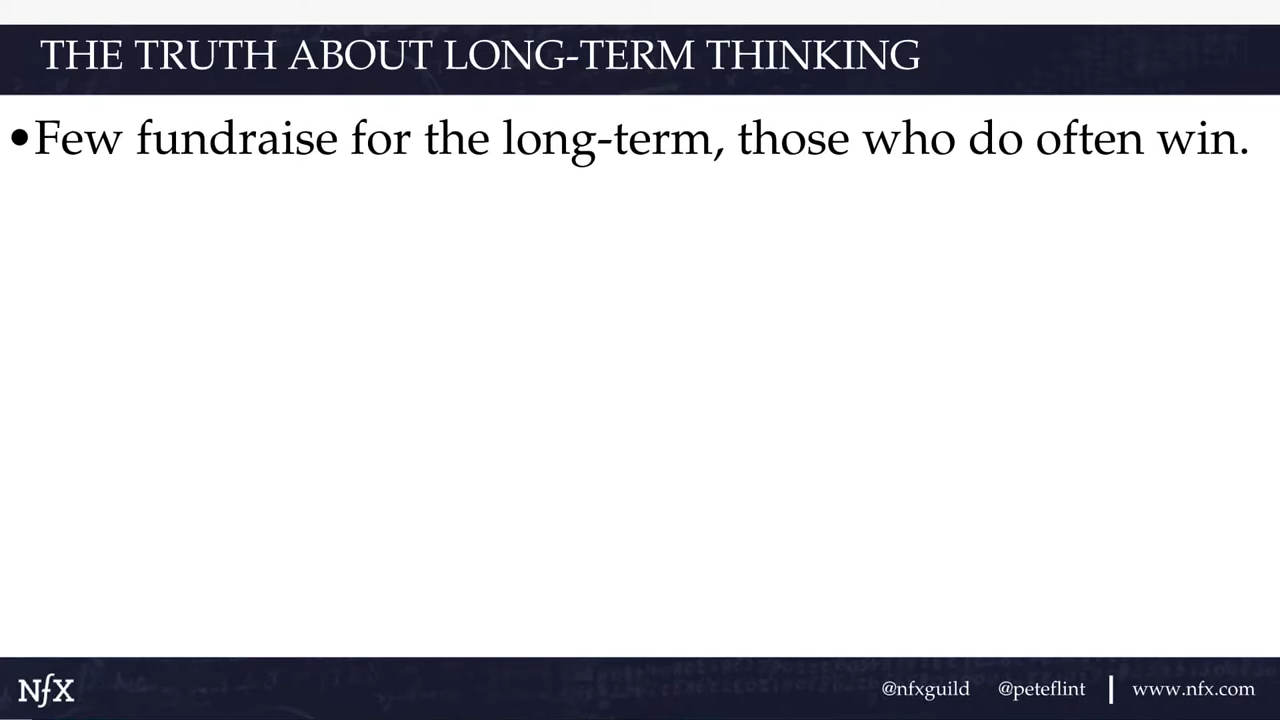 THE TRUTH ABOUT LONG-TERM THINKING
•Few fundraise for the long-term, those who do often win.
NfX
@nfxguild @peteflint | www.nfx.com